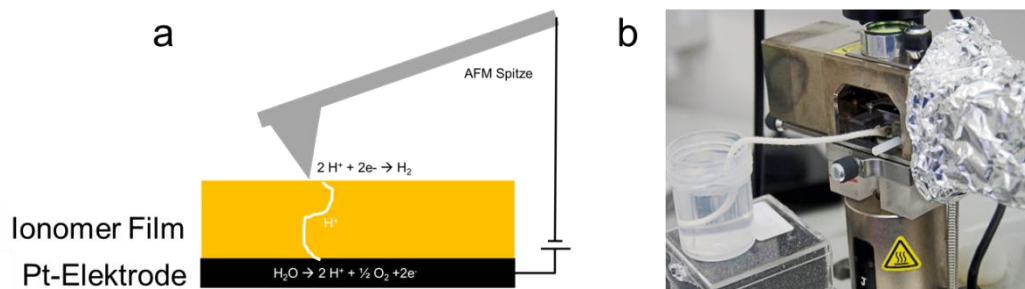 a
b
AFM Spitze
2 H⁺ + 2e- → H₂
H⁺
Ionomer Film
Pt-Elektrode
H₂O → 2 H⁺ + ½ O₂ +2e⁻